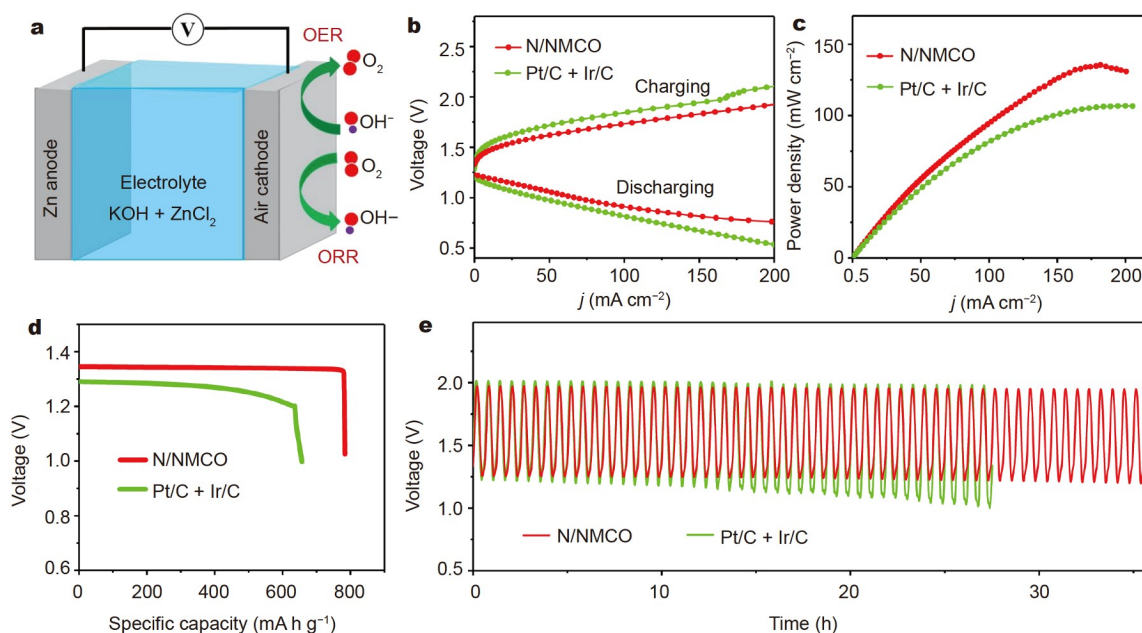 a
V
OER
O₂
OH⁻
O₂
OH−
ORR
Zn anode
Electrolyte
KOH + ZnCl₂
Air cathode
b
N/NMCO
Pt/C + Ir/C
Charging
Discharging
Voltage (V)
2.5
2.0
1.5
1.0
0.5
0 50 100 150 200
j (mA cm⁻²)
c
N/NMCO
Pt/C + Ir/C
Power density (mW cm⁻²)
150
100
50
0
0.5 50 100 150 200
j (mA cm⁻²)
d
1.4
1.2
1.0
0.8
0.6
Voltage (V)
N/NMCO
Pt/C + Ir/C
0 200 400 600 800
Specific capacity (mA h g⁻¹)
e
2.5
2.0
1.5
1.0
0.5
Voltage (V)
N/NMCO Pt/C + Ir/C
0 10 20 30
Time (h)